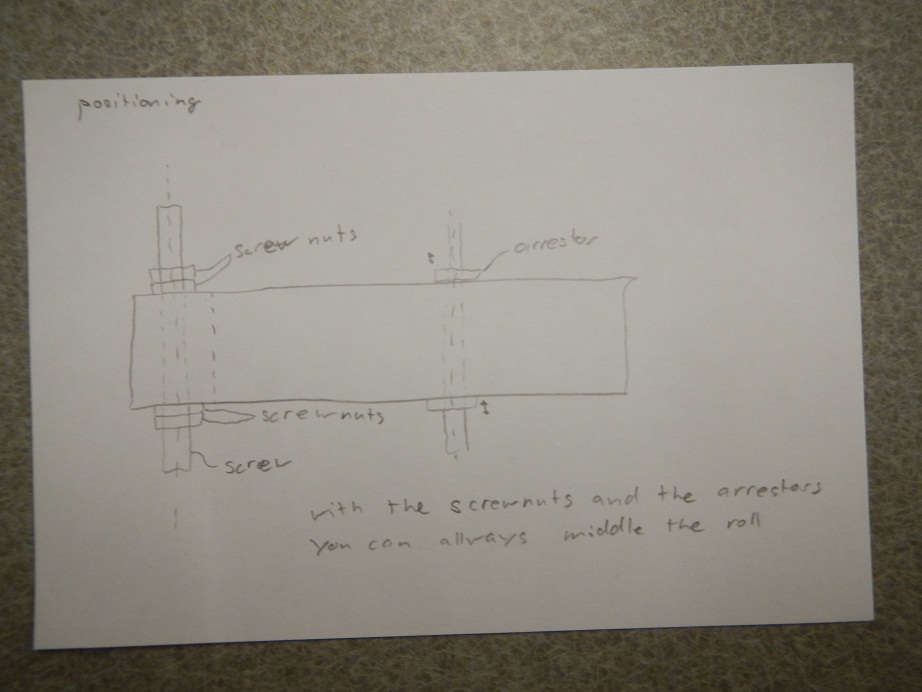 positioning
screw nuts
arrestor
screwnuts
screw
with the screwnuts and the arrestors
you can allways middle the roll